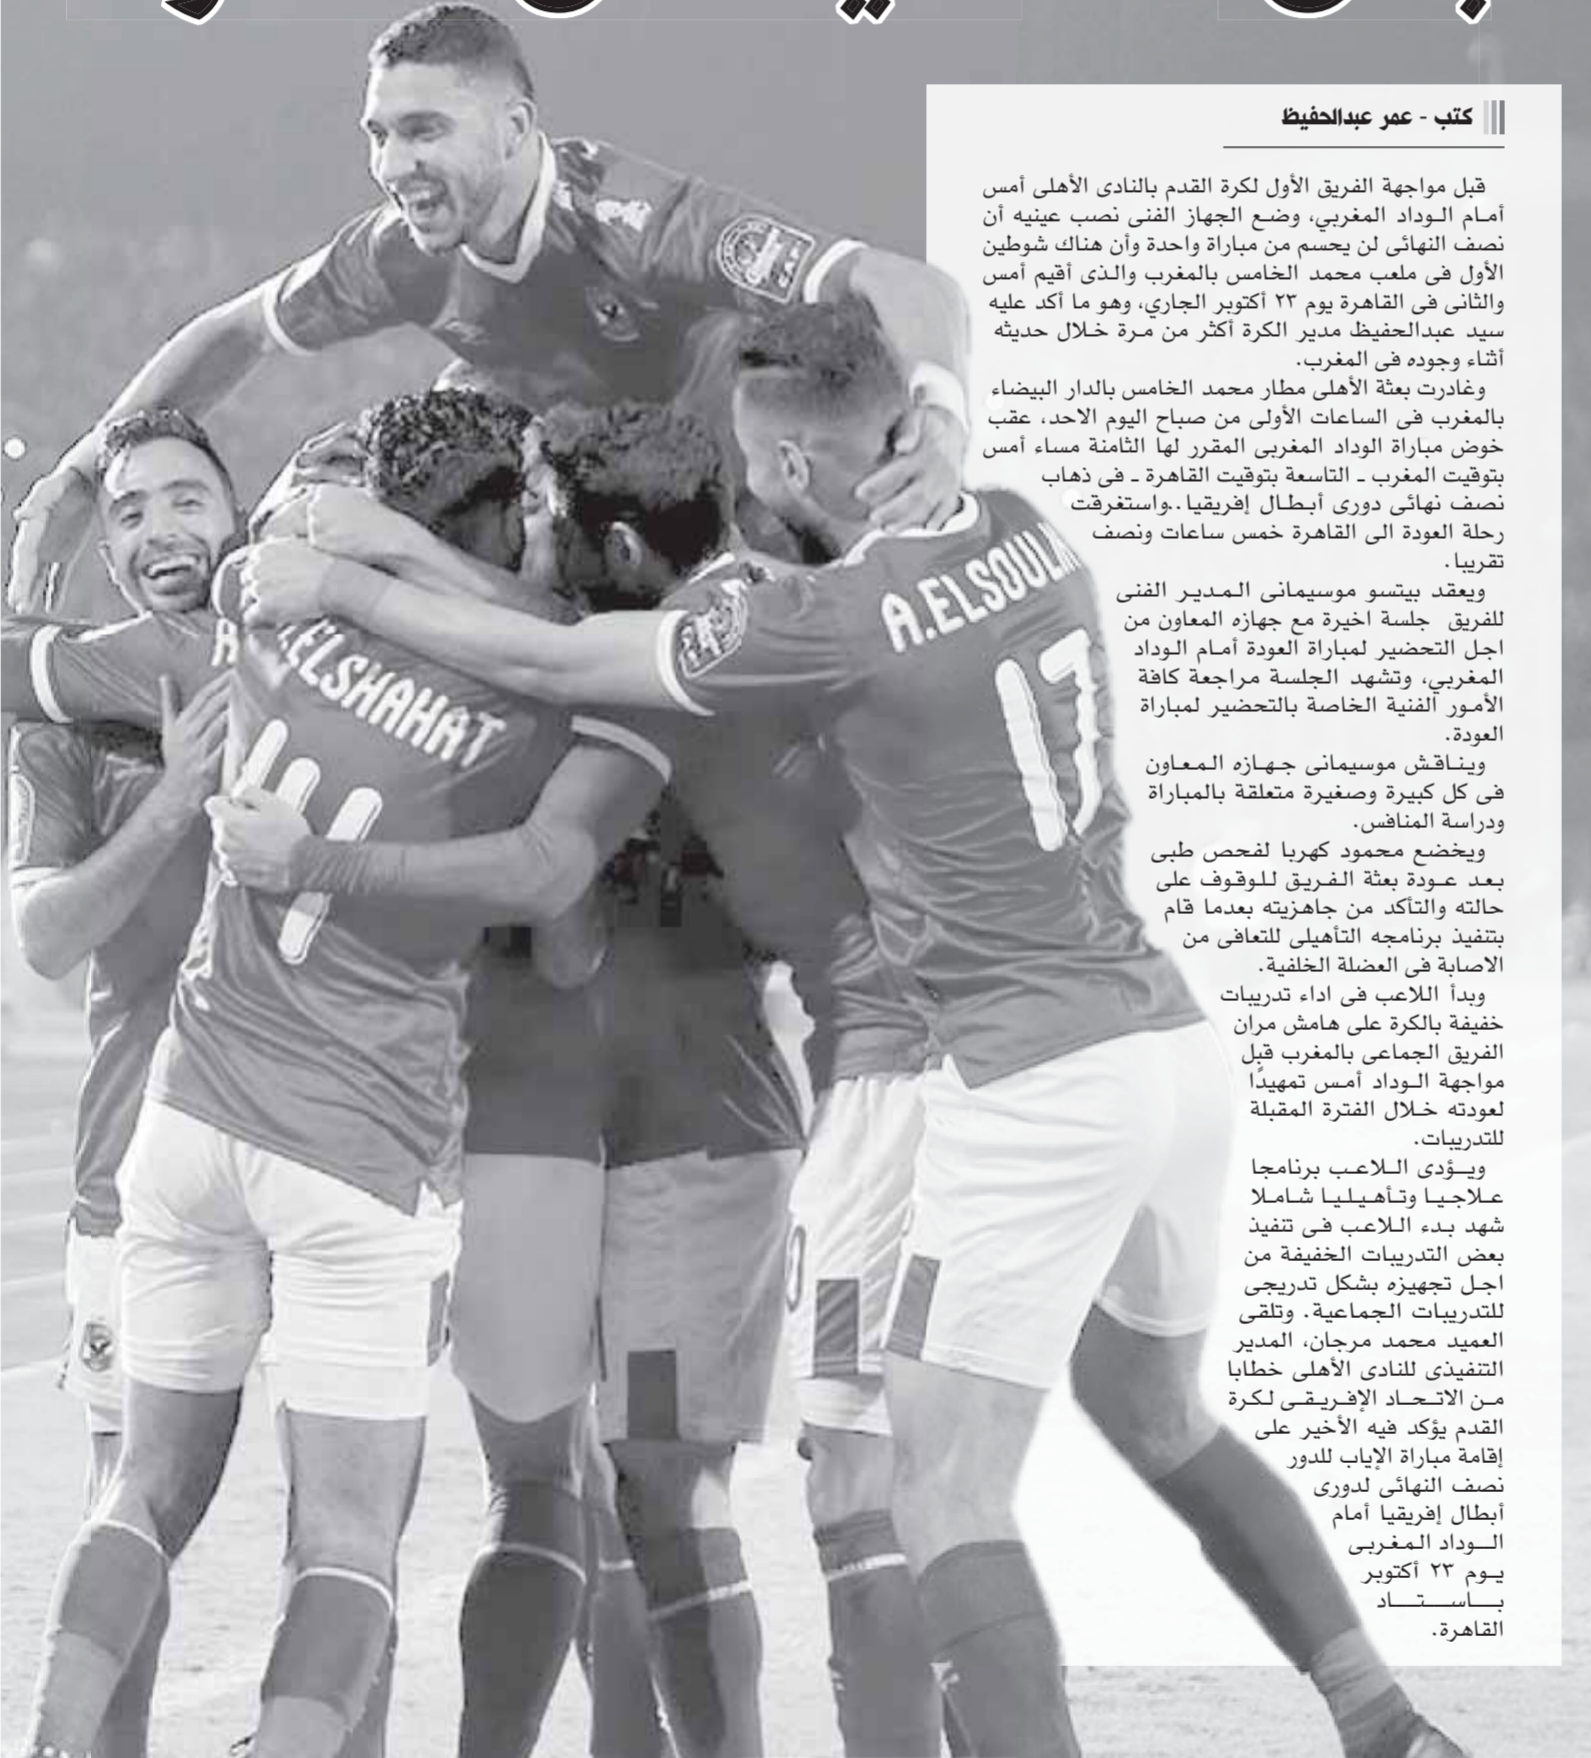 كتب - عمر عبدالحفيظ
قبل مواجهة الفريق الأول لكرة القدم بالنادى الأهلى أمس
أمام الوداد المغربي، وضع الجهاز الفنى نصب عينيه أن
نصف النهائى لن يحسم من مباراة واحدة وأن هناك شوطين
الأول فى ملعب محمد الخامس بالمغرب والذى أقيم أمس
والثانى فى القاهرة يوم ٢٣ أكتوبر الجاري، وهو ما أكد عليه
سيد عبدالحفيظ مدير الكرة أكثر من مرة خلال حديثه
أثناء وجوده فى المغرب.
وغادرت بعثة الأهلى مطار محمد الخامس بالدار البيضاء
بالمغرب فى الساعات الأولى من صباح اليوم الاحد، عقب
خوض مباراة الوداد المغربى المقرر لها الثامنة مساء أمس
بتوقيت المغرب ـ التاسعة بتوقيت القاهرة ـ فى ذهاب
نصف نهائى دورى أبطال إفريقيا..واستغرقت
رحلة العودة الى القاهرة خمس ساعات ونصف
تقريبا.
ويعقد بيتسو موسيمانى المدير الفنى
للفريق جلسة اخيرة مع جهازه المعاون من
اجل التحضير لمباراة العودة أمام الوداد
المغربي، وتشهد الجلسة مراجعة كافة
الأمور الفنية الخاصة بالتحضير لمباراة
العودة.
ويناقش موسيمانى جهازه المعاون
فى كل كبيرة وصغيرة متعلقة بالمباراة
ودراسة المنافس.
ويخضع محمود كهربا لفحص طبى
بعد عودة بعثة الفريق للوقوف على
حالته والتأكد من جاهزيته بعدما قام
بتنفيذ برنامجه التأهيلى للتعافى من
الاصابة فى العضلة الخلفية.
وبدأ اللاعب فى اداء تدريبات
خفيفة بالكرة على هامش مران
الفريق الجماعى بالمغرب قبل
مواجهة الوداد أمس تمهيدًا
لعودته خلال الفترة المقبلة
للتدريبات.
ويؤدى اللاعب برنامجا
علاجيا وتأهيليا شاملا
شهد بدء اللاعب فى تنفيذ
بعض التدريبات الخفيفة من
اجل تجهيزه بشكل تدريجى
للتدريبات الجماعية. وتلقى
العميد محمد مرجان، المدير
التنفيذى للنادى الأهلى خطابا
من الاتحاد الإفريقى لكرة
القدم يؤكد فيه الأخير على
إقامة مباراة الإياب للدور
نصف النهائى لدورى
أبطال إفريقيا أمام
الوداد المغربى
يوم ٢٣ أكتوبر
باستاد
القاهرة.
A.ELSOULIA
17
ELSHAHAT
14